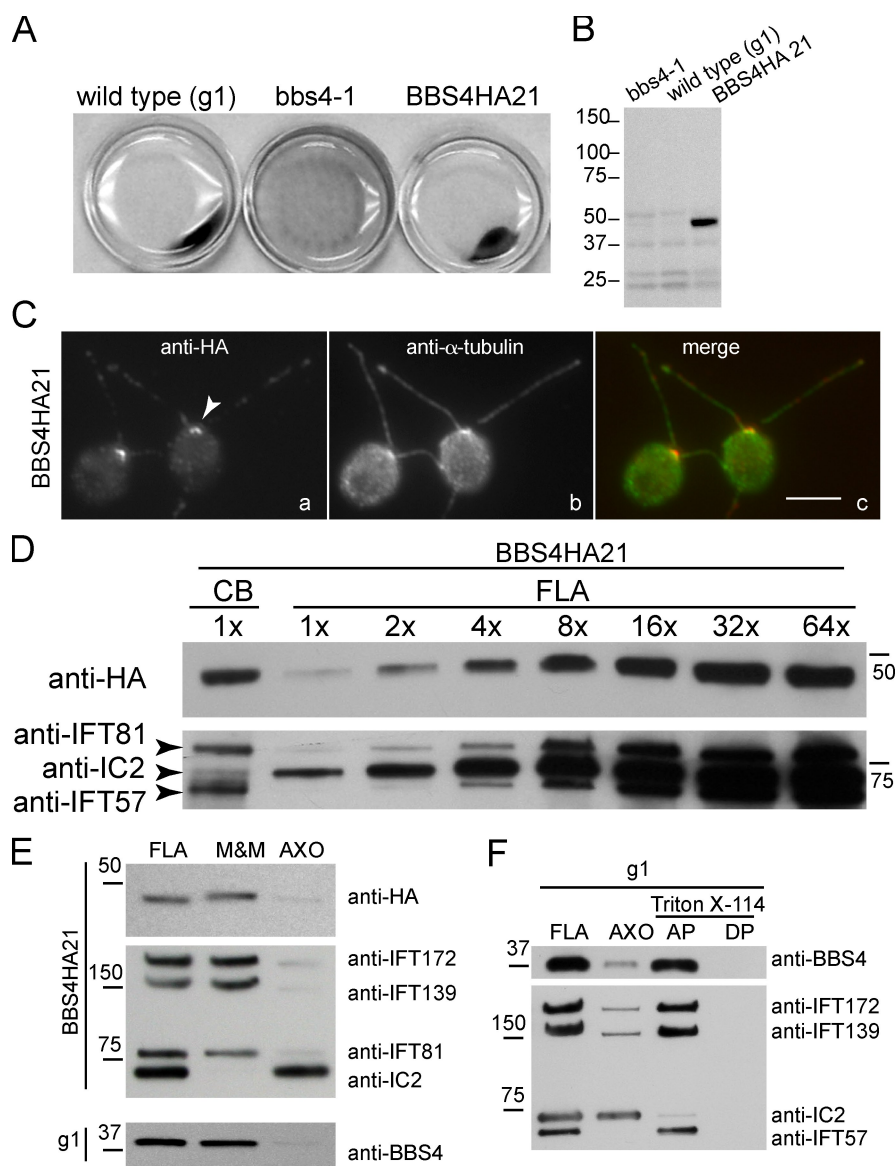 A
wild type (g1) bbs4-1 BBS4HA21
B
bbs4-1 wild type (g1) BBS4HA 21
150
100
75
50
37
25
C
BBS4HA21
anti-HA anti-α-tubulin merge
a b c
D
BBS4HA21
CB FLA
1x 1x 2x 4x 8x 16x 32x 64x
anti-HA 50
anti-IFT81
anti-IC2 75
anti-IFT57
E
FLA M&M AXO
BBS4HA21
50
anti-HA
anti-IFT172
150
anti-IFT139
75
anti-IFT81
anti-IC2
g1 37 anti-BBS4
F
g1
Triton X-114
FLA AXO AP DP
37 anti-BBS4
anti-IFT172
150 anti-IFT139
75
anti-IC2
anti-IFT57